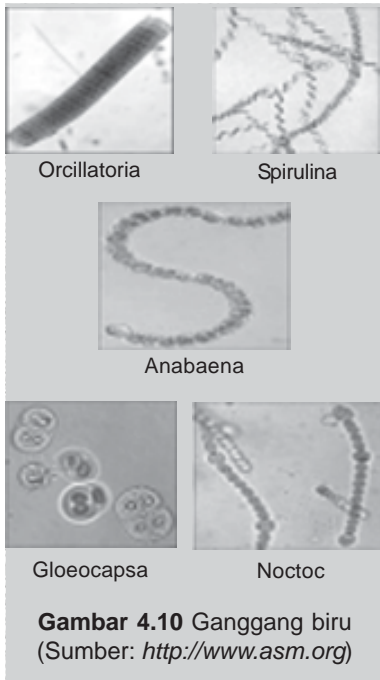 Orcillatoria
Spirulina
Anabaena
Gloeocapsa
Noctoc
Gambar 4.10 Ganggang biru
(Sumber: http://www.asm.org)